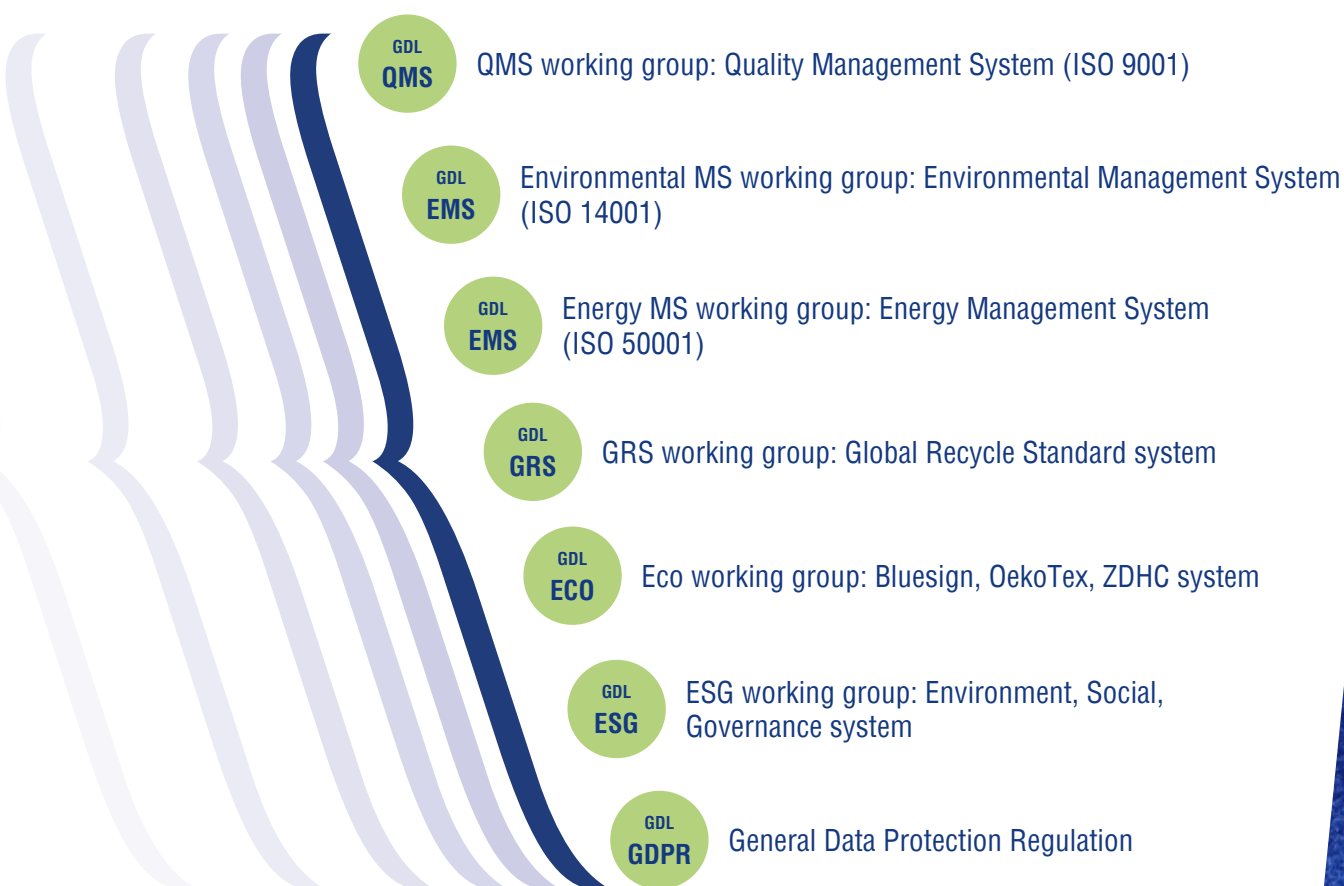 GDL
QMS
QMS working group: Quality Management System (ISO 9001)
GDL
EMS
Environmental MS working group: Environmental Management System
(ISO 14001)
GDL
EMS
Energy MS working group: Energy Management System
(ISO 50001)
GDL
GRS
GRS working group: Global Recycle Standard system
GDL
ECO
Eco working group: Bluesign, OekoTex, ZDHC system
GDL
ESG
ESG working group: Environment, Social,
Governance system
GDL
GDPR
General Data Protection Regulation